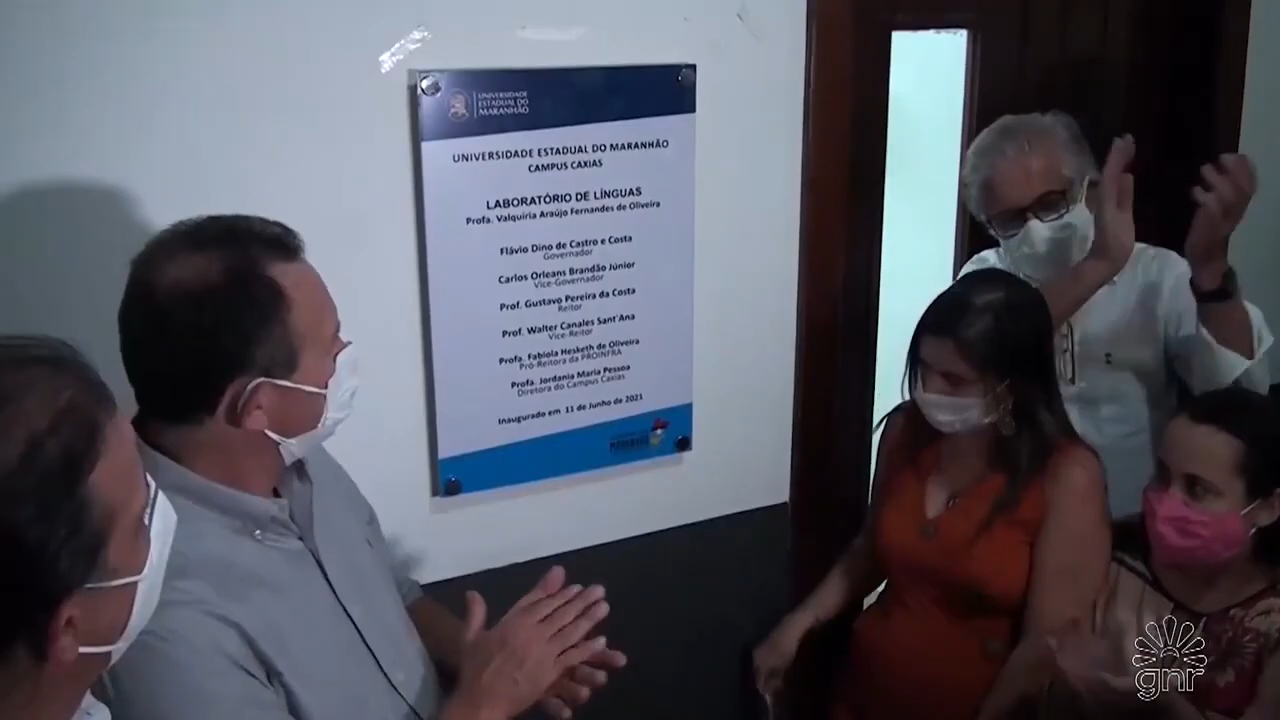 UNIVERSIDADE
ESTADUAL DO
MARANHÃO
UNIVERSIDADE ESTADUAL DO MARANHÃO
CAMPUS CAXIAS
LABORATÓRIO DE LÍNGUAS
Profa. Valquíria Araújo Fernandes de Oliveira
Flávio Dino de Castro e Costa
Governador
Carlos Orleans Brandão Júnior
Vice-Governador
Prof. Gustavo Pereira da Costa
Reitor
Prof. Walter Canales Sant'Ana
Vice-Reitor
Profa. Fabíola Hesketh de Oliveira
Pró-Reitora da PROINFRA
Profa. Jordania Maria Pessoa
Diretora do Campus Caxias
Inaugurado em 11 de Junho de 2021
MARANHÃO
gnr